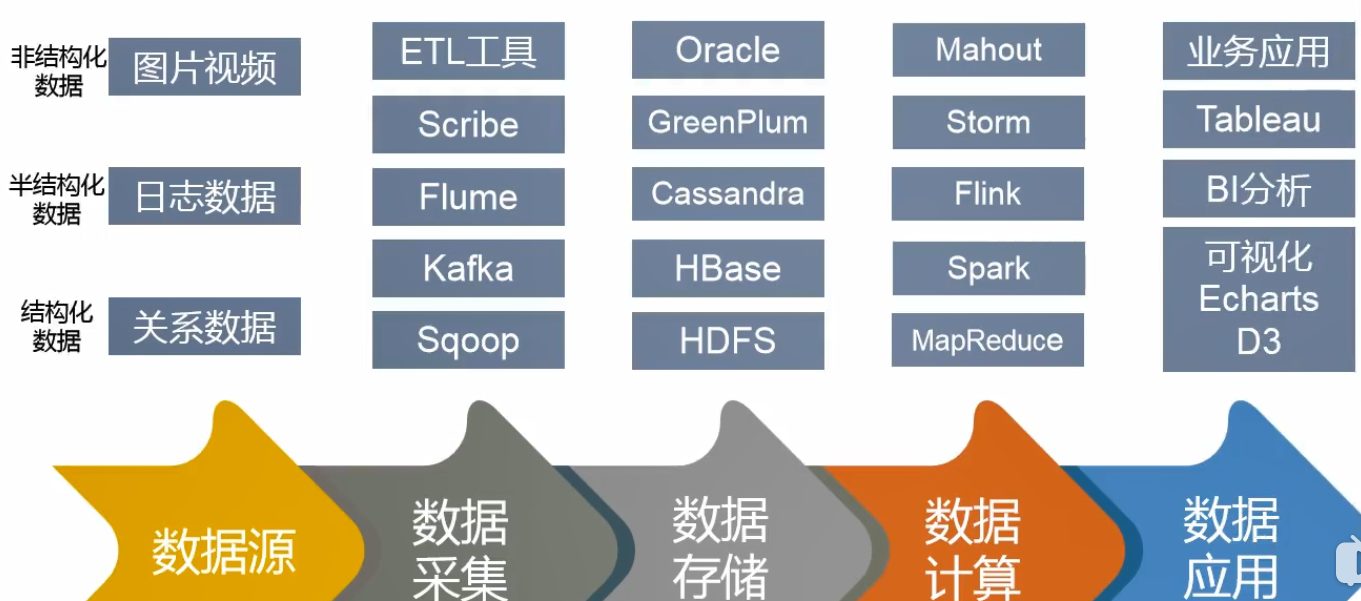 非结构化
数据
图片视频
半结构化
数据
日志数据
结构化
数据
关系数据
ETL工具
Scribe
Flume
Kafka
Sqoop
Oracle
GreenPlum
Cassandra
HBase
HDFS
Mahout
Storm
Flink
Spark
MapReduce
业务应用
Tableau
BI分析
可视化
Echarts
D3
数据源
数据
采集
数据
存储
数据
计算
数据
应用